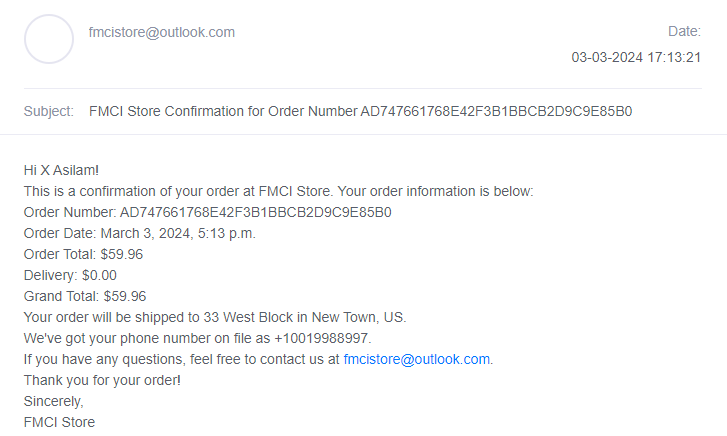 fmcistore@outlook.com
Date:
03-03-2024 17:13:21
Subject: FMCI Store Confirmation for Order Number AD747661768E42F3B1BBCB2D9C9E85B0
Hi X Asilam!
This is a confirmation of your order at FMCI Store. Your order information is below:
Order Number: AD747661768E42F3B1BBCB2D9C9E85B0
Order Date: March 3, 2024, 5:13 p.m.
Order Total: $59.96
Delivery: $0.00
Grand Total: $59.96
Your order will be shipped to 33 West Block in New Town, US.
We've got your phone number on file as +10019988997.
If you have any questions, feel free to contact us at fmcistore@outlook.com.
Thank you for your order!
Sincerely,
FMCI Store